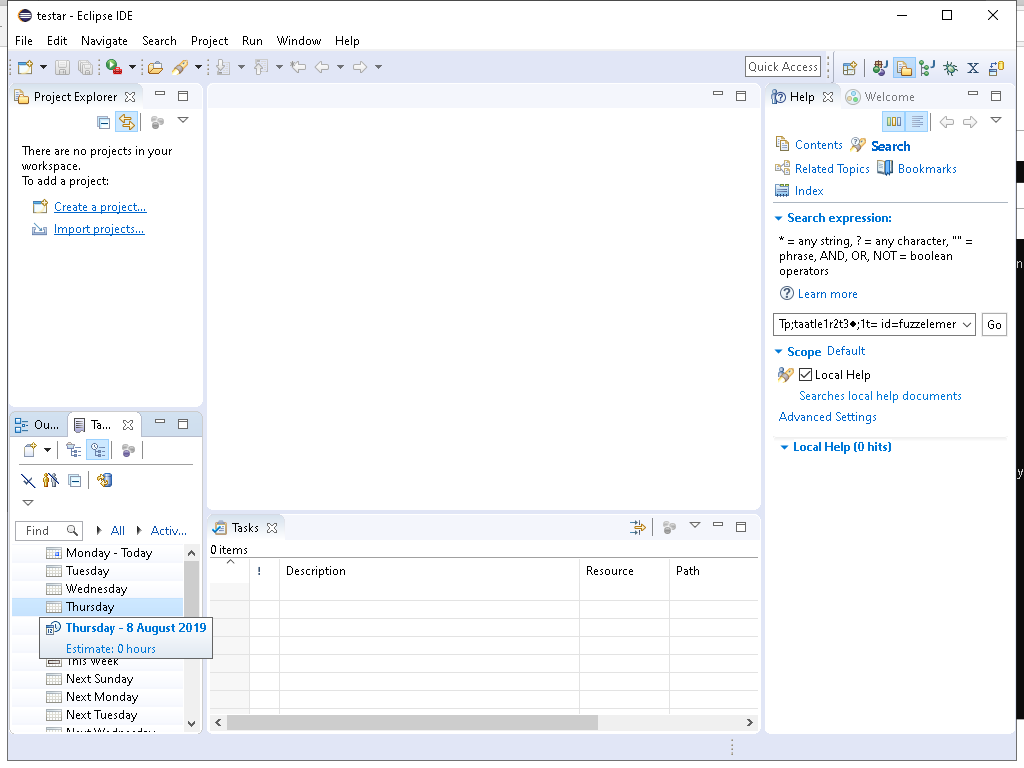 testar - Eclipse IDE
File Edit Navigate Search Project Run Window Help
Quick Access
Project Explorer
There are no projects in your
workspace.
To add a project:
Create a project...
Import projects...
Ou...
Ta...
Find
All
Activ...
Monday - Today
Tuesday
Wednesday
Thursday
Thursday - 8 August 2019
Estimate: 0 hours
This Week
Next Sunday
Next Monday
Next Tuesday
Next Wednesday
Tasks
0 items
! Description Resource Path
Help
Welcome
Contents
Search
Related Topics
Bookmarks
Index
Search expression:
* = any string, ? = any character, "" =
phrase, AND, OR, NOT = boolean
operators
Learn more
Tp;taatle1r2t3◆;1t= id=fuzzelemer
Go
Scope Default
Local Help
Searches local help documents
Advanced Settings
Local Help (0 hits)